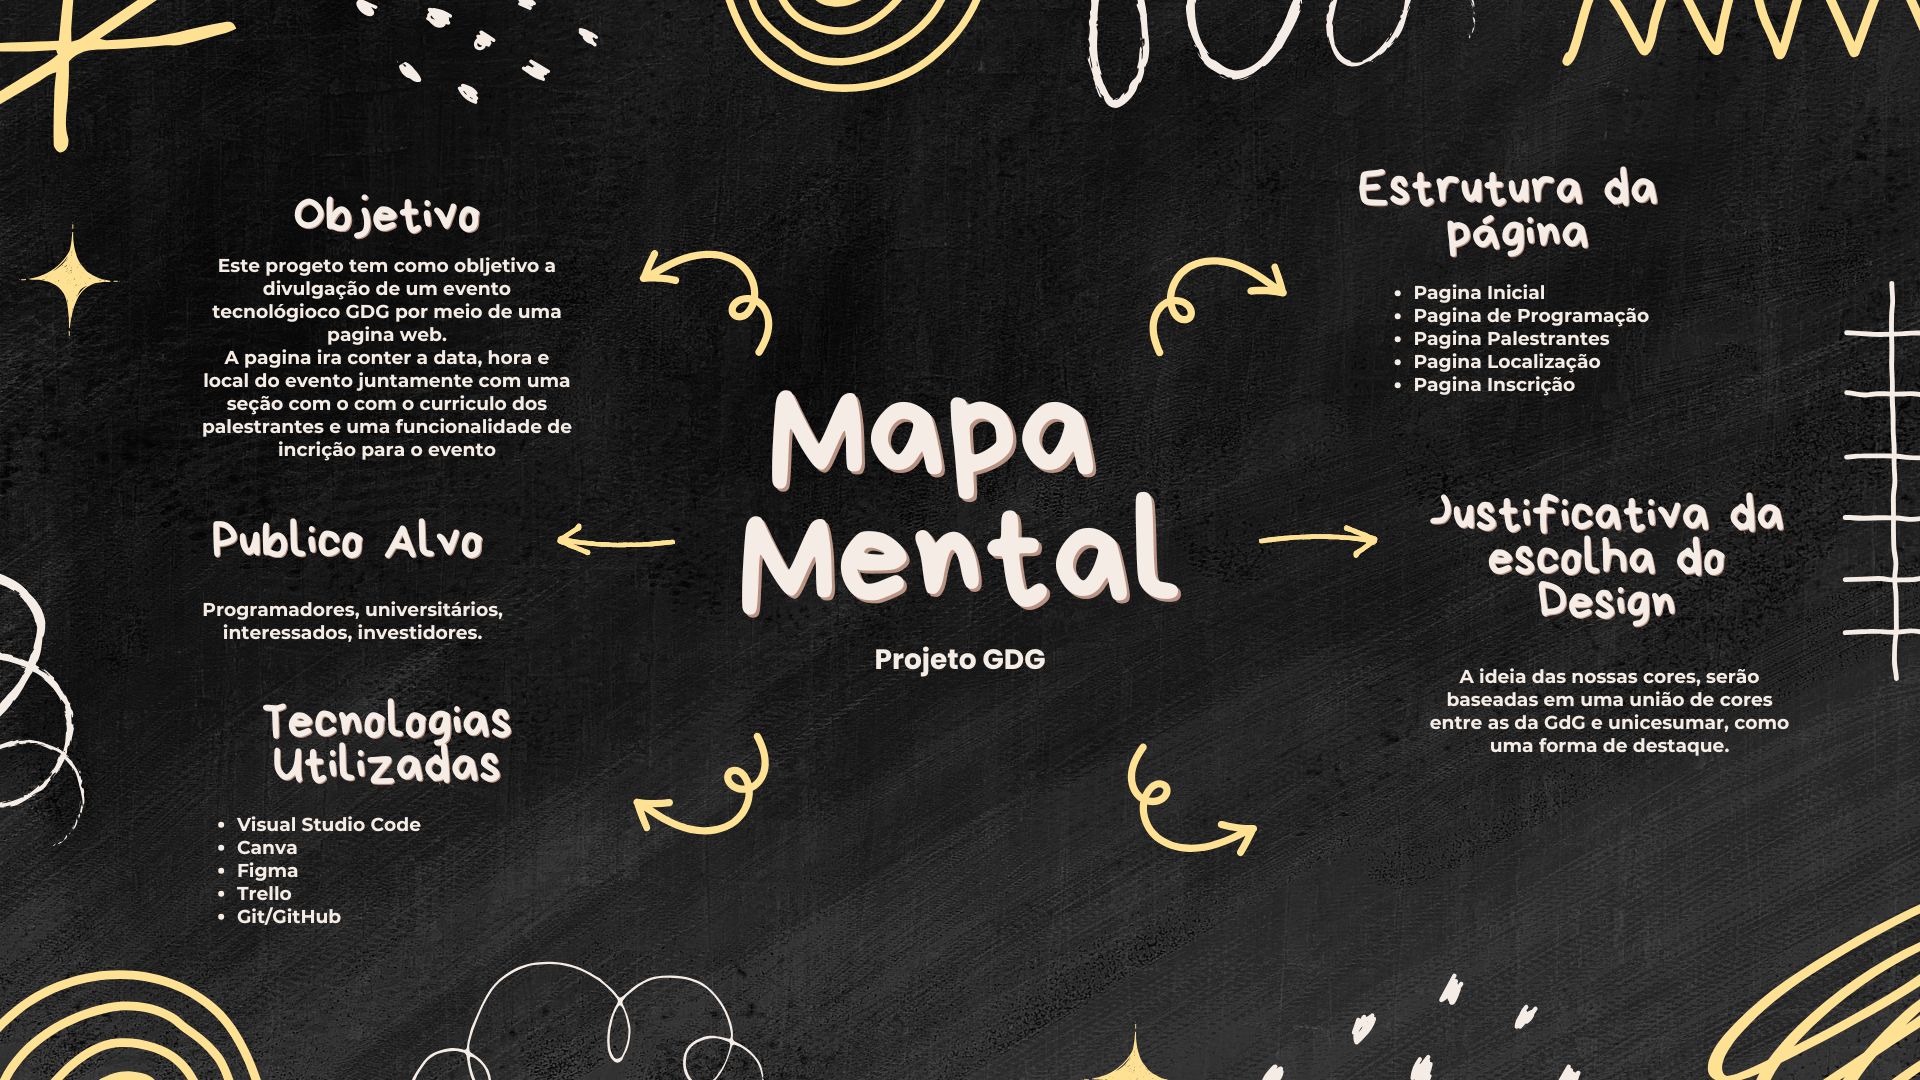 Objetivo
Este progeto tem como obljetivo a
divulgação de um evento
tecnológioco GDG por meio de uma
pagina web.
A pagina ira conter a data, hora e
local do evento juntamente com uma
seção com o com o curriculo dos
palestrantes e uma funcionalidade de
incrição para o evento
Publico Alvo
Programadores, universitários,
interessados, investidores.
Tecnologias
Utilizadas
• Visual Studio Code
• Canva
• Figma
• Trello
• Git/GitHub
Mapa
Mental
Projeto GDG
Estrutura da
página
• Pagina Inicial
• Pagina de Programação
• Pagina Palestrantes
• Pagina Localização
• Pagina Inscrição
Justificativa da
escolha do
Design
A ideia das nossas cores, serão
baseadas em uma união de cores
entre as da GdG e unicesumar, como
uma forma de destaque.